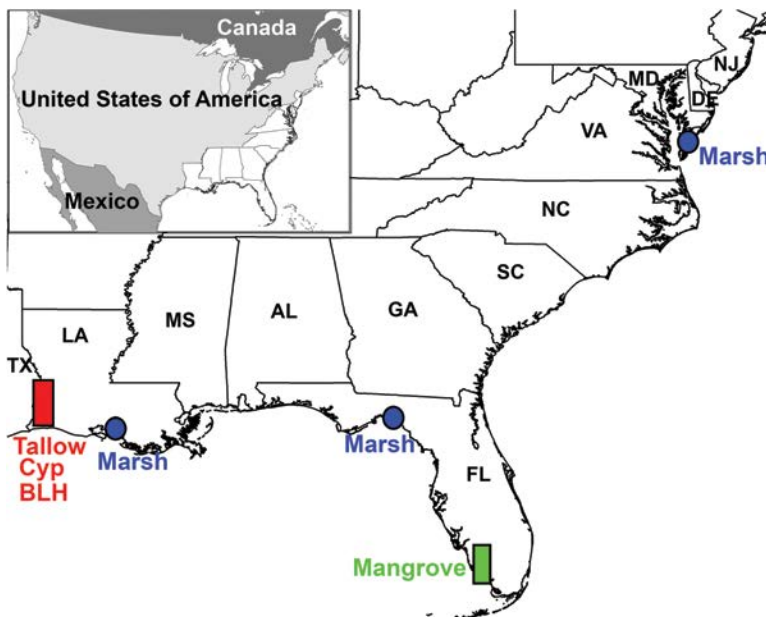 Canada
United States of America
Mexico
NJ
MD
DE
VA
Marsh
NC
SC
MS
AL
GA
LA
TX
Tallow
Cyp
BLH
Marsh
Marsh
FL
Mangrove